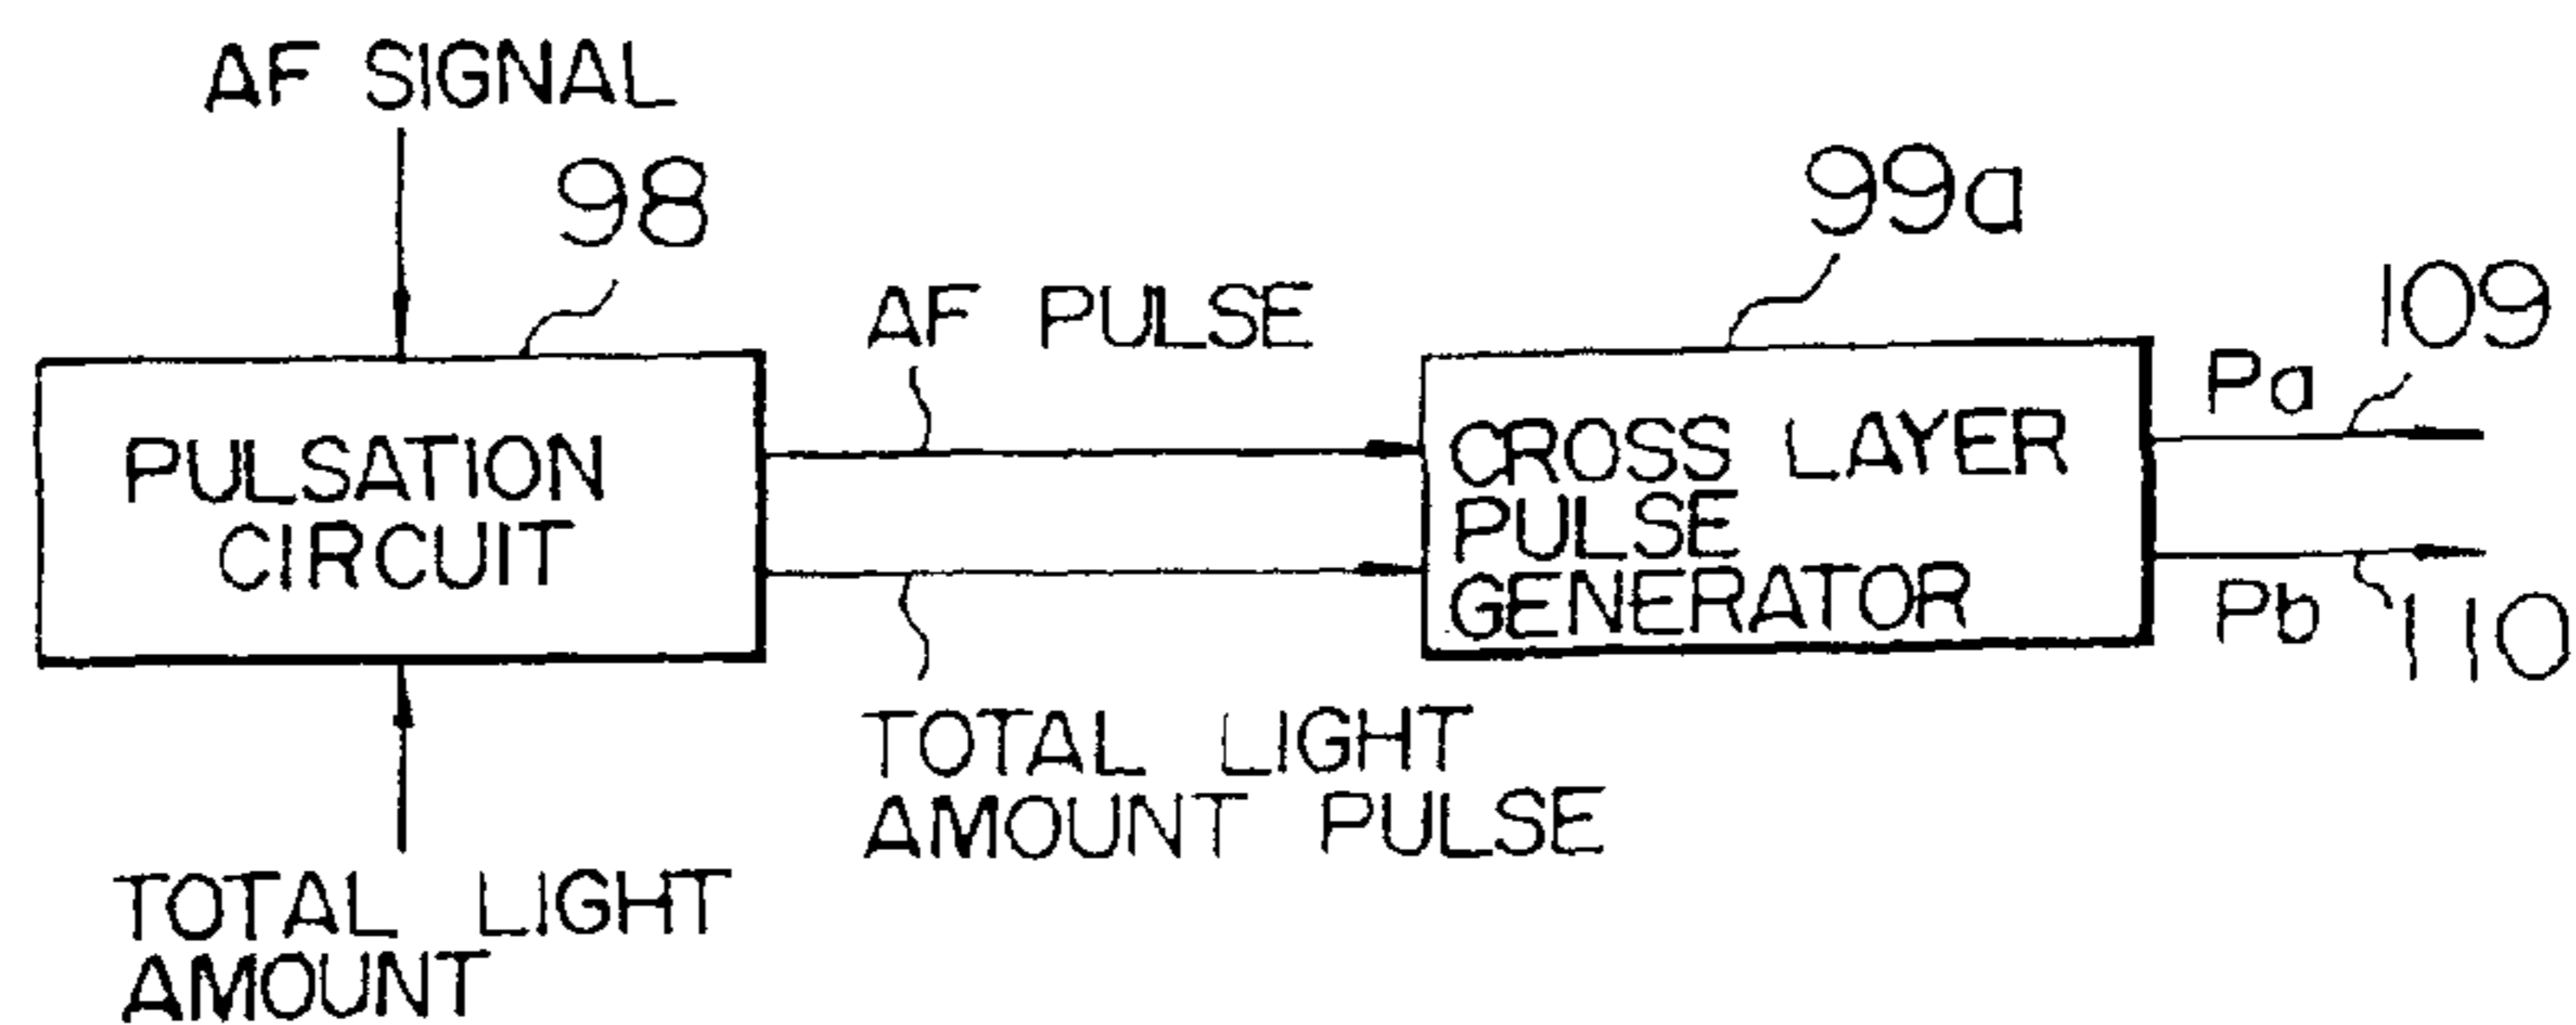 AF SIGNAL
98
99a
AF PULSE
109
Pa
PULSATION
CIRCUIT
CROSS LAYER
PULSE
GENERATOR
Pb
110
TOTAL LIGHT
AMOUNT PULSE
TOTAL LIGHT
AMOUNT